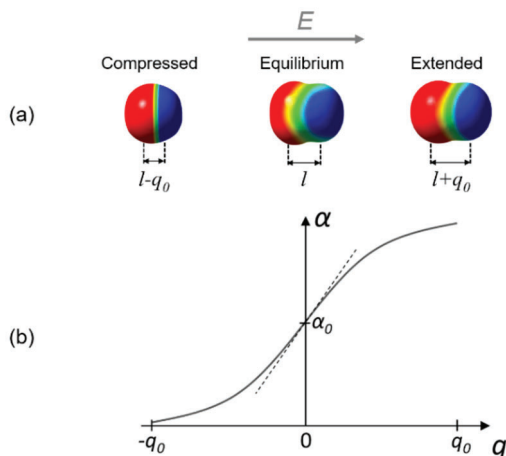 E
Compressed Equilibrium Extended
(a)
l-q0 l l+q0
α
(b)
α0
-q0 0 q0 q